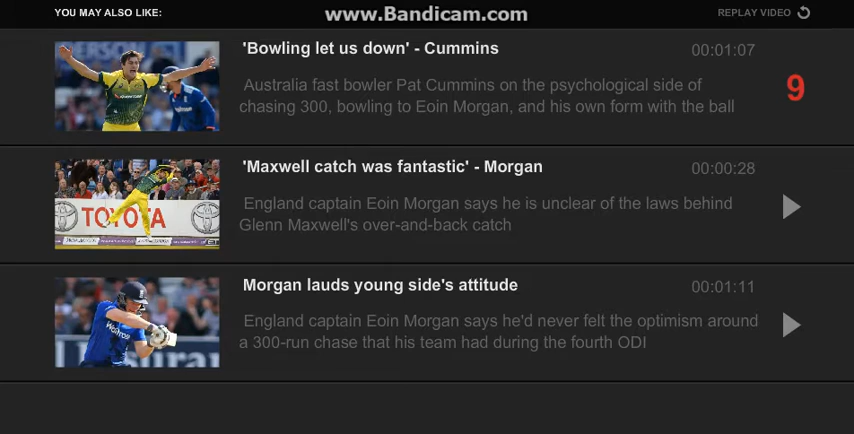 YOU MAY ALSO LIKE:
www.Bandicam.com
REPLAY VIDEO
'Bowling let us down' - Cummins
00:01:07
Australia fast bowler Pat Cummins on the psychological side of
chasing 300, bowling to Eoin Morgan, and his own form with the ball
9
'Maxwell catch was fantastic' - Morgan
00:00:28
England captain Eoin Morgan says he is unclear of the laws behind
Glenn Maxwell's over-and-back catch
TOYOTA
Morgan lauds young side's attitude
00:01:11
England captain Eoin Morgan says he'd never felt the optimism around
a 300-run chase that his team had during the fourth ODI